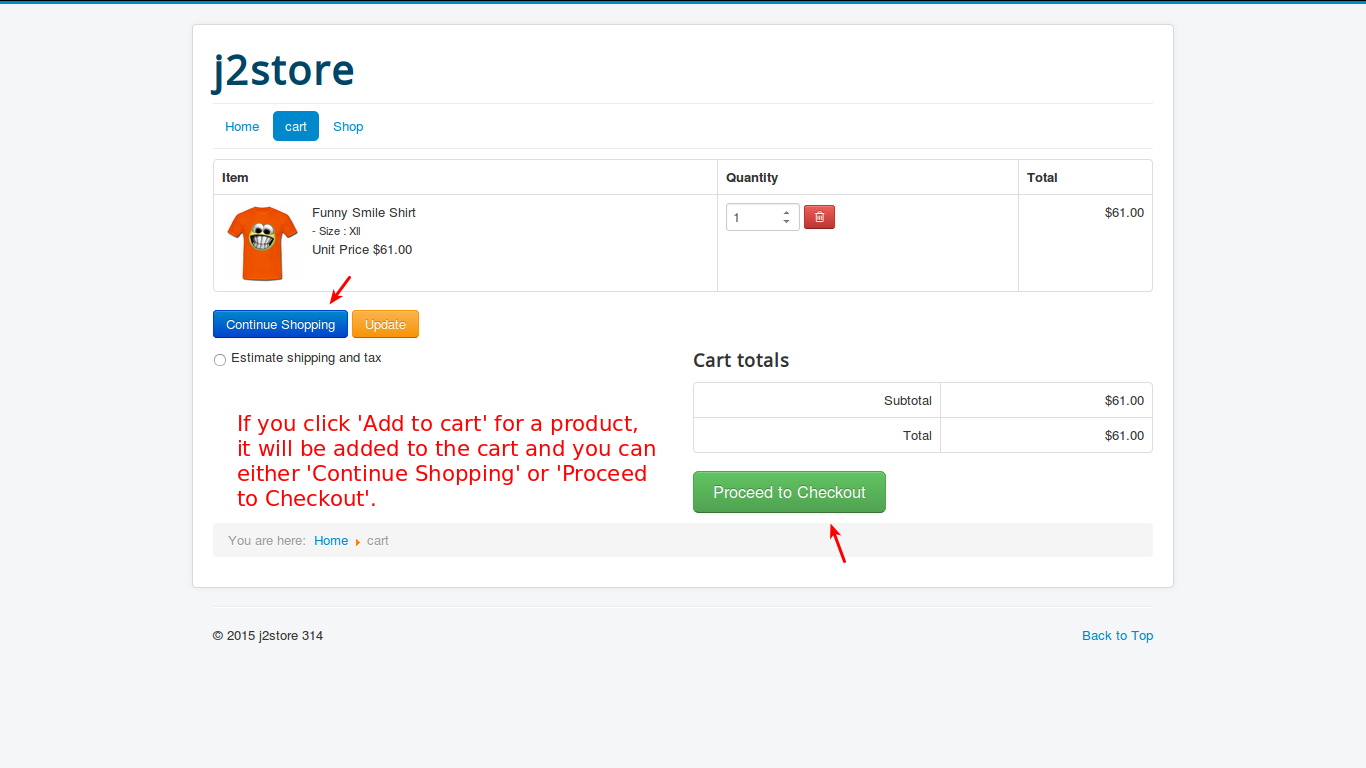 j2store
Home cart Shop
Item Quantity Total
Funny Smile Shirt
- Size : Xll
Unit Price $61.00
1
$61.00
Continue Shopping Update
Estimate shipping and tax
Cart totals
Subtotal $61.00
Total $61.00
If you click 'Add to cart' for a product,
it will be added to the cart and you can
either 'Continue Shopping' or 'Proceed
to Checkout'.
Proceed to Checkout
You are here: Home cart
© 2015 j2store 314
Back to Top